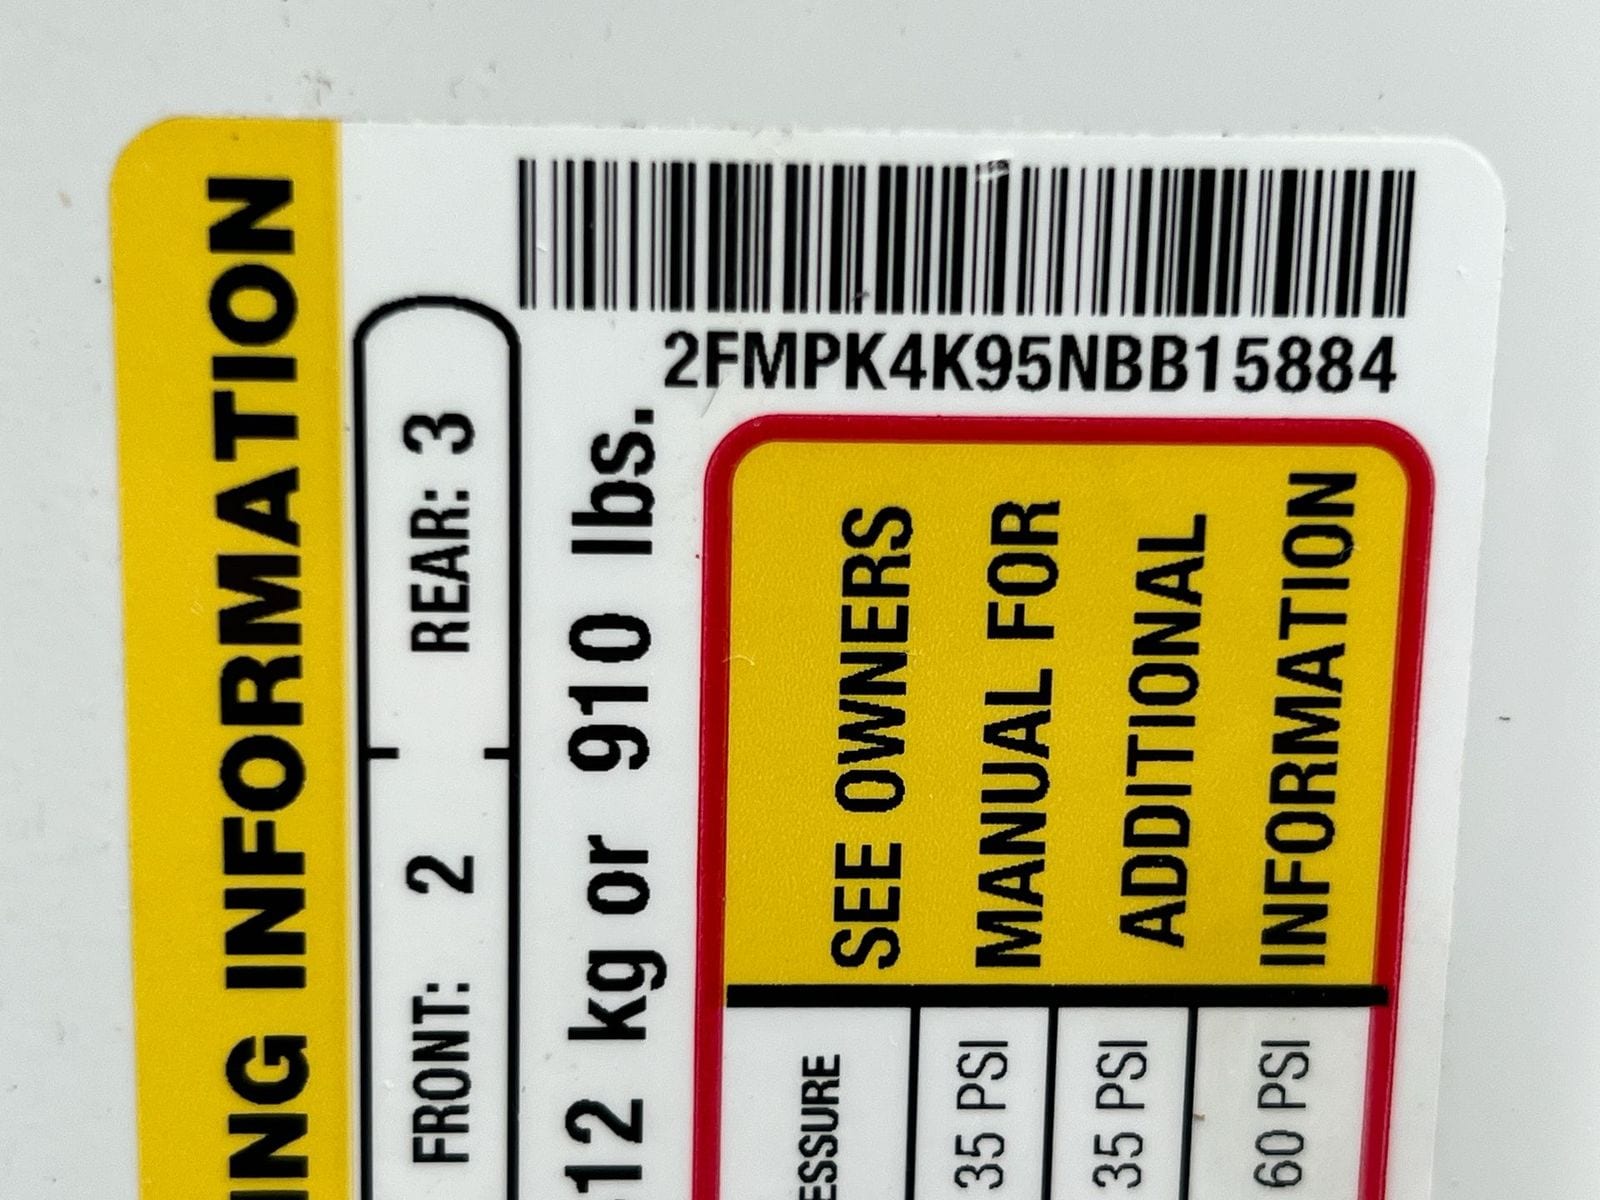 2FMPK4K95NBB15884
ING INFORMATION
FRONT: 2 REAR: 3
12 kg or 910 lbs.
SEE OWNERS
MANUAL FOR
ADDITIONAL
INFORMATION
ESSURE
35 PSI
35 PSI
60 PSI